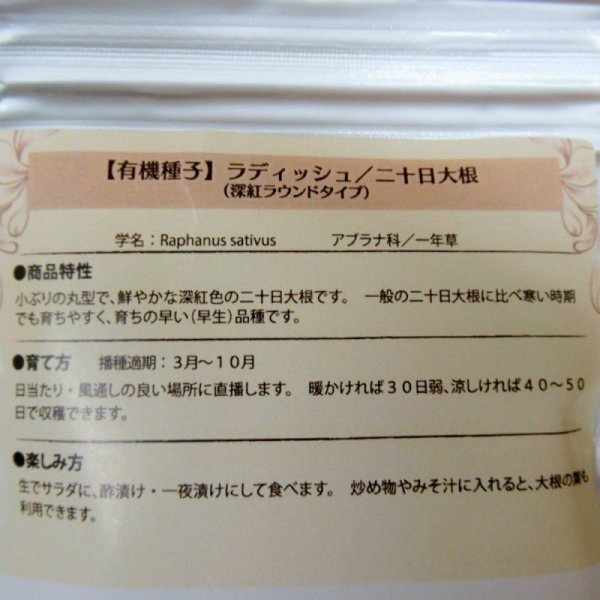 【有機種子】ラディッシュ／二十日大根
(深紅ラウンドタイプ)
学名：Raphanus sativus アブラナ科／一年草
●商品特性
小ぶりの丸型で、鮮やかな深紅色の二十日大根です。 一般の二十日大根に比べ寒い時期
でも育ちやすく、育ちの早い（早生）品種です。
●育て方 播種適期：３月～１０月
日当たり・風通しの良い場所に直播します。 暖かければ３０日弱、涼しければ４０～５０
日で収穫できます。
●楽しみ方
生でサラダに、酢漬け・一夜漬けにして食べます。 炒め物やみそ汁に入れると、大根の葉も
利用できます。